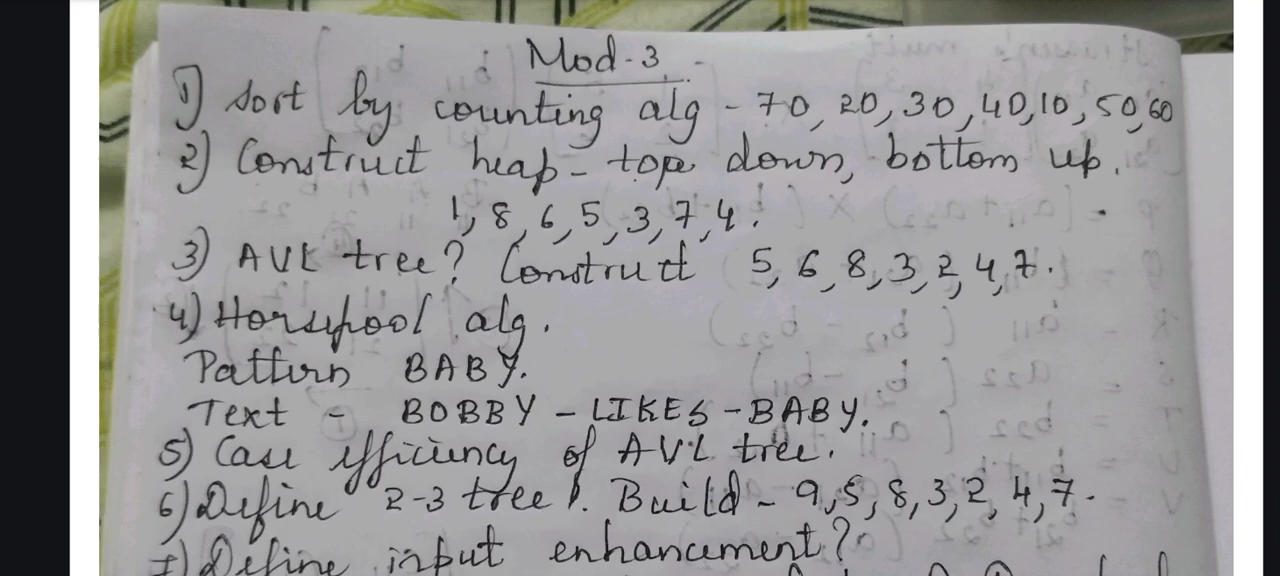 Mod-3
1) Sort by counting alg - 70, 20, 30, 40, 10, 50, 60
2) Construct heap - top down, bottom up.
1, 8, 6, 5, 3, 7, 4.
3) AVL tree? Construct 5, 6, 8, 3, 2, 4, 7.
4) Horspool alg.
Pattern BABY.
Text - BOBBY - LIKES - BABY.
5) Case efficiency of AVL tree.
6) Define 2-3 tree. Build - 9, 5, 8, 3, 2, 4, 7.
7) Define input enhancement?